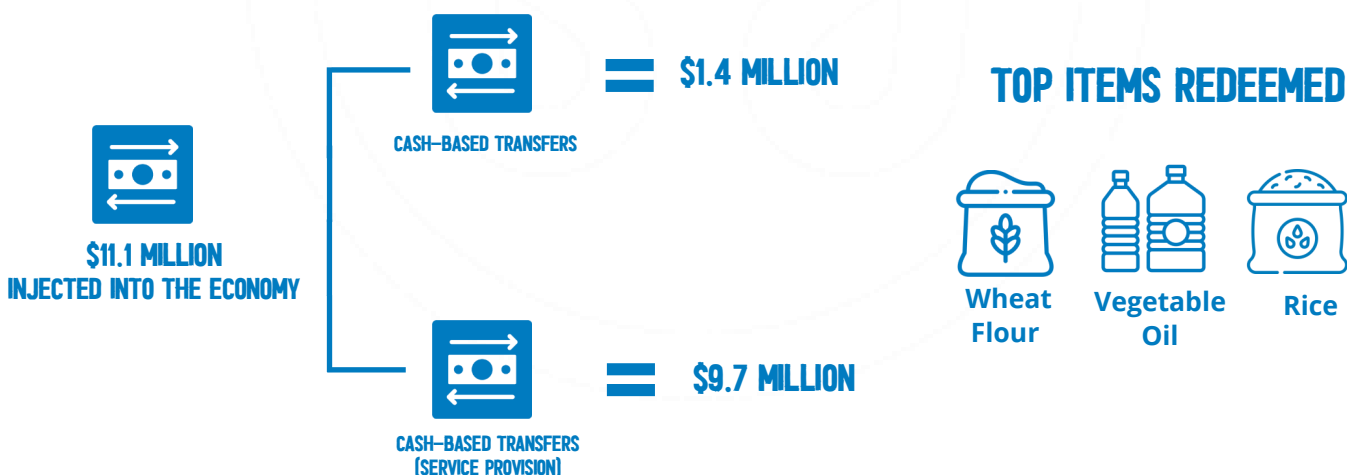 $11.1 MILLION
INJECTED INTO THE ECONOMY
CASH-BASED TRANSFERS
= $1.4 MILLION
CASH-BASED TRANSFERS
(SERVICE PROVISION)
= $9.7 MILLION
TOP ITEMS REDEEMED
Wheat
Flour
Vegetable
Oil
Rice